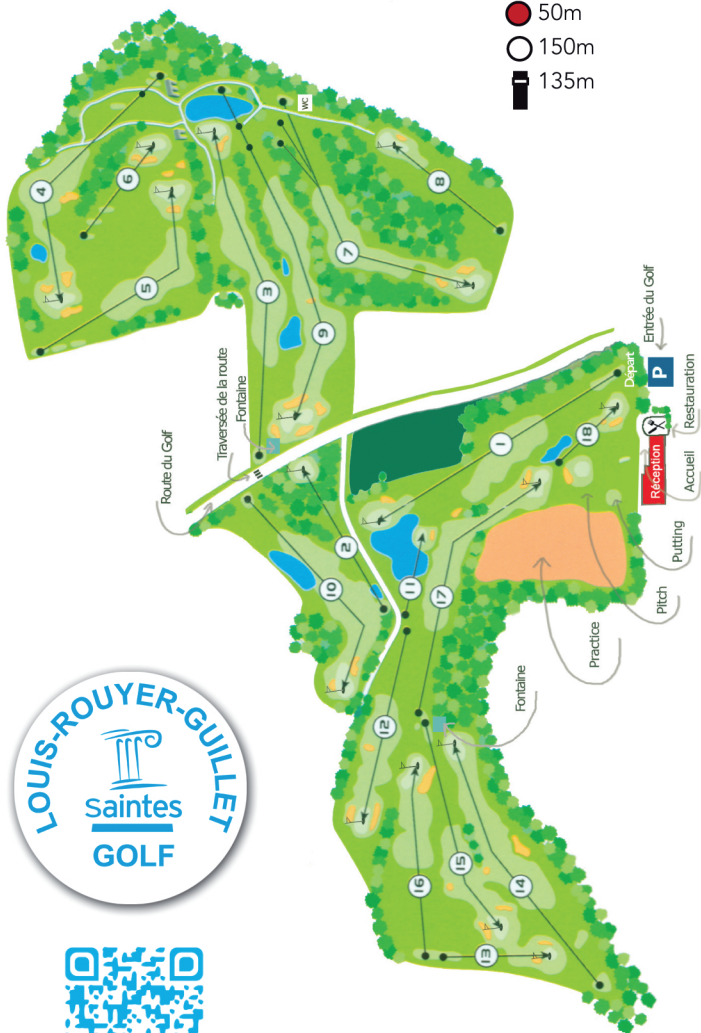 50m
150m
135m
WC
4
6
5
3
9
7
8
Route du Golf
Traversée de la route
Fontaine
Entrée du Golf
Départ
P
Restauration
Réception
Accueil
Putting
Pitch
Practice
Fontaine
1
18
2
10
11
17
12
16
15
14
13
LOUIS-ROUYER-GUILLET
saintes
GOLF